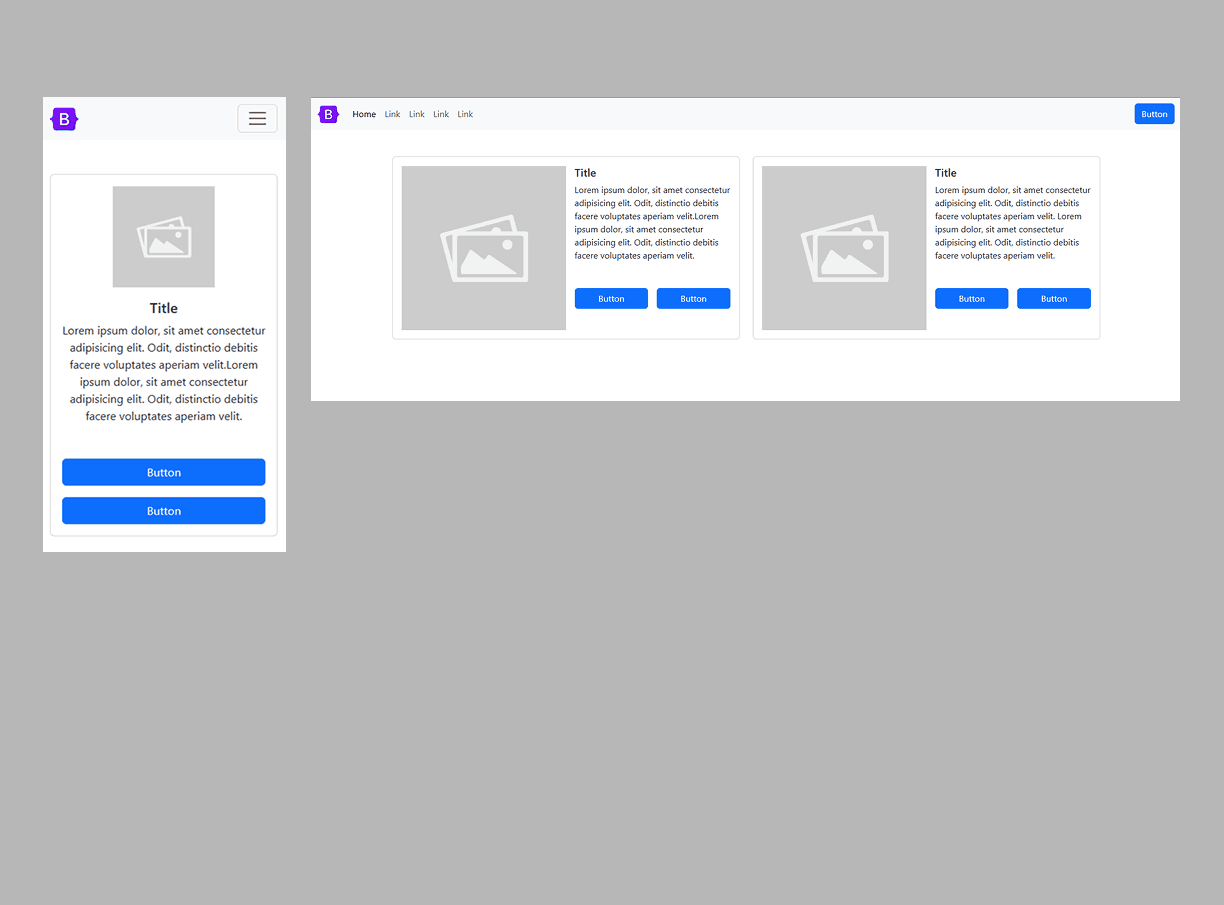 B
Title
Lorem ipsum dolor, sit amet consectetur
adipisicing elit. Odit, distinctio debitis
facere voluptates aperiam velit.Lorem
ipsum dolor, sit amet consectetur
adipisicing elit. Odit, distinctio debitis
facere voluptates aperiam velit.
Button
Button
B Home Link Link Link Link Button
Title
Lorem ipsum dolor, sit amet consectetur
adipisicing elit. Odit, distinctio debitis
facere voluptates aperiam velit.Lorem
ipsum dolor, sit amet consectetur
adipisicing elit. Odit, distinctio debitis
facere voluptates aperiam velit.
Button Button
Title
Lorem ipsum dolor, sit amet consectetur
adipisicing elit. Odit, distinctio debitis
facere voluptates aperiam velit. Lorem
ipsum dolor, sit amet consectetur
adipisicing elit. Odit, distinctio debitis
facere voluptates aperiam velit.
Button Button